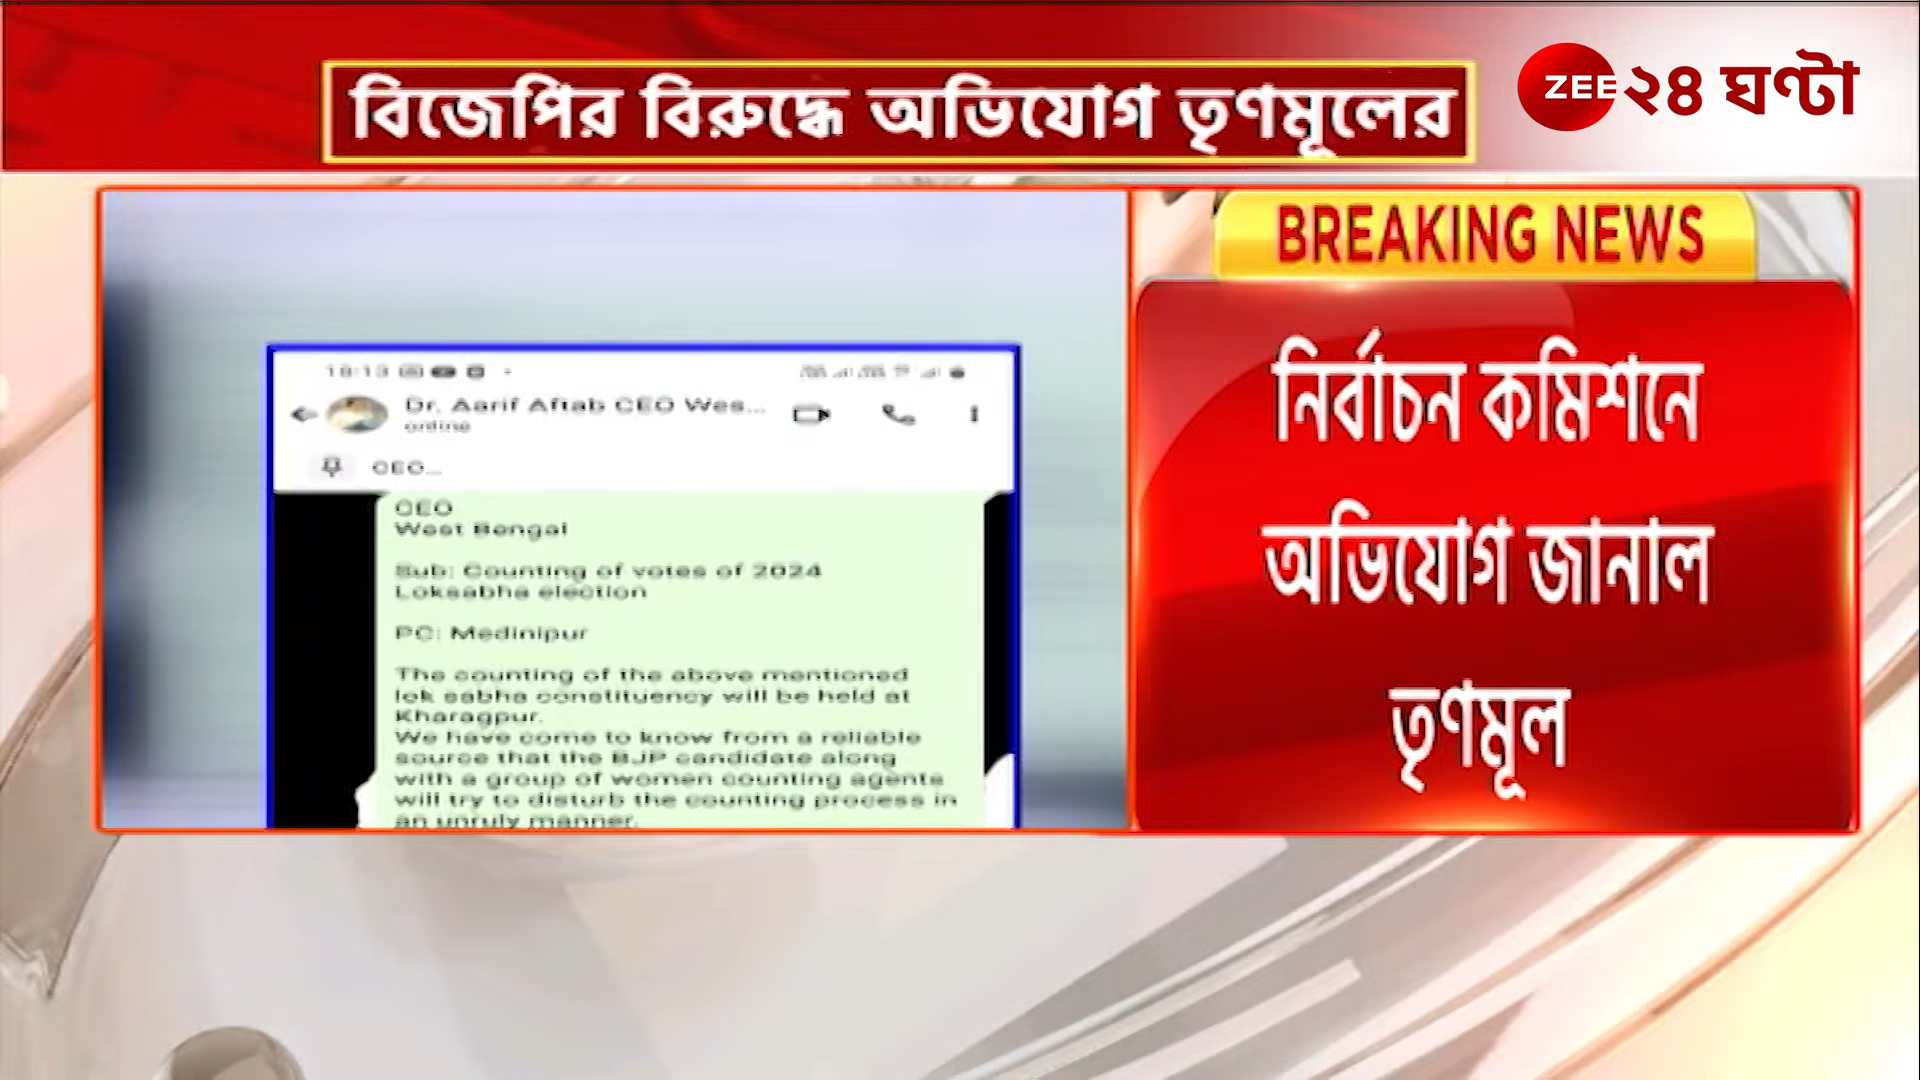 বিজেপির বিরুদ্ধে অভিযোগ তৃণমূলের
ZEE ২৪ ঘণ্টা
18:13
Dr. Aarif Aftab CEO Wes...
online
CEO...
CEO
West Bengal
Sub: Counting of votes of 2024
Loksabha election
PC: Medinipur
The counting of the above mentioned
lok sabha constituency will be held at
Kharagpur.
We have come to know from a reliable
source that the BJP candidate along
with a group of women counting agents
will try to disturb the counting process in
an unruly manner.
BREAKING NEWS
নির্বাচন কমিশনে
অভিযোগ জানাল
তৃণমূল